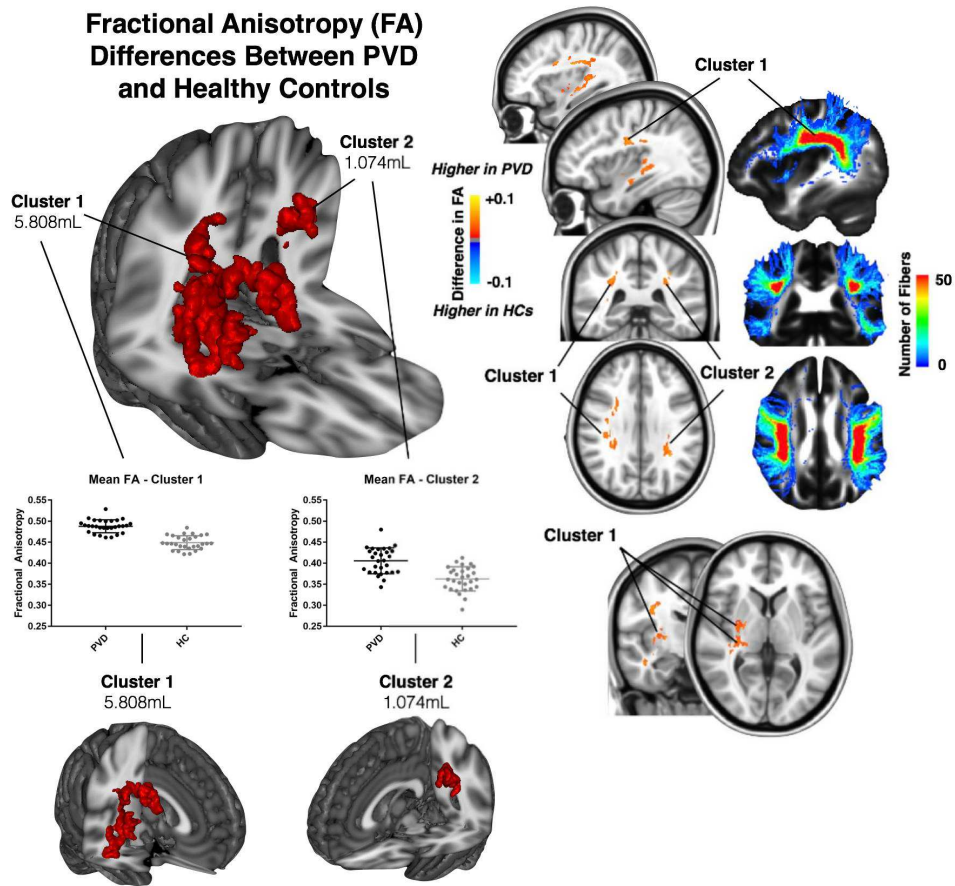 Fractional Anisotropy (FA)
Differences Between PVD
and Healthy Controls
Cluster 1
Cluster 2
1.074mL
Cluster 1
5.808mL
Higher in PVD
Difference in FA
+0.1
-0.1
Higher in HCs
Number of Fibers
50
0
Cluster 1
Cluster 2
Mean FA - Cluster 1
Fractional Anisotropy
0.55
0.50
0.45
0.40
0.35
0.30
0.25
PVD
HC
Mean FA - Cluster 2
Fractional Anisotropy
0.55
0.50
0.45
0.40
0.35
0.30
0.25
PVD
HC
Cluster 1
Cluster 1
5.808mL
Cluster 2
1.074mL